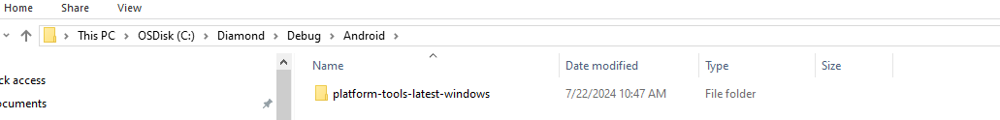 Home Share View
This PC > OSDisk (C:) > Diamond > Debug > Android >
Name Date modified Type Size
ck access
platform-tools-latest-windows 7/22/2024 10:47 AM File folder
ocuments